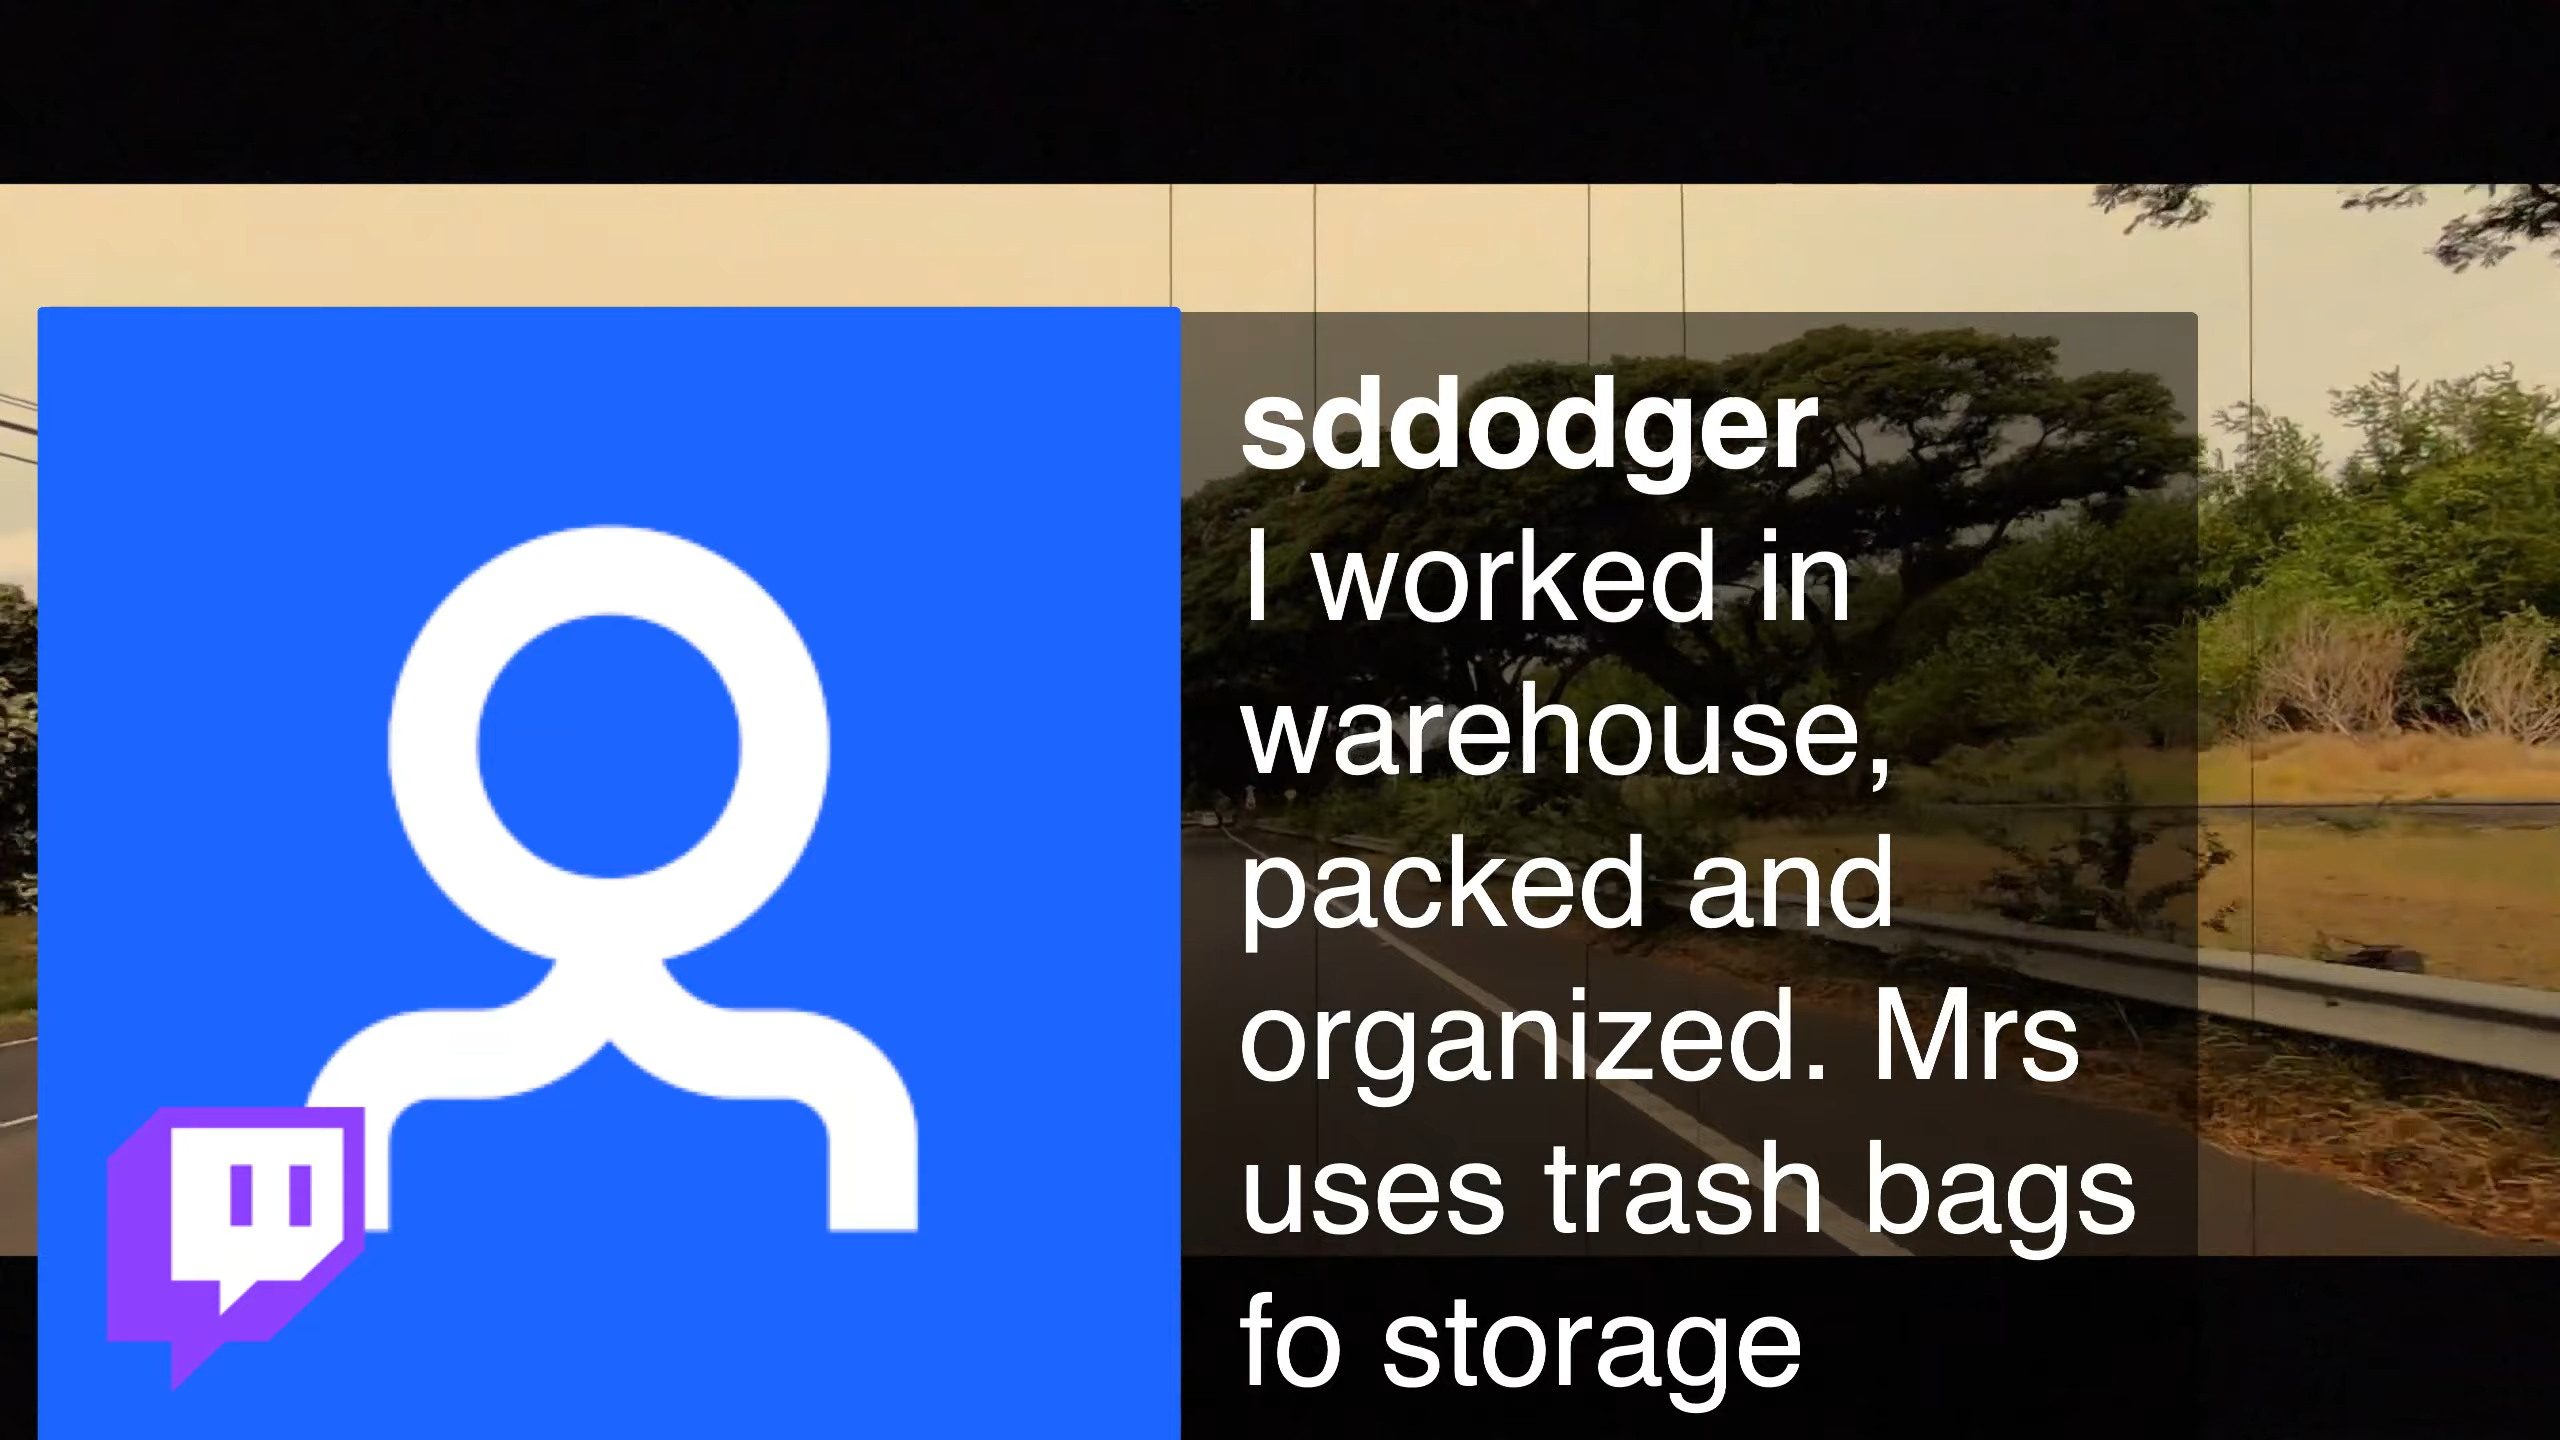 sddodger
I worked in
warehouse,
packed and
organized. Mrs
uses trash bags
fo storage